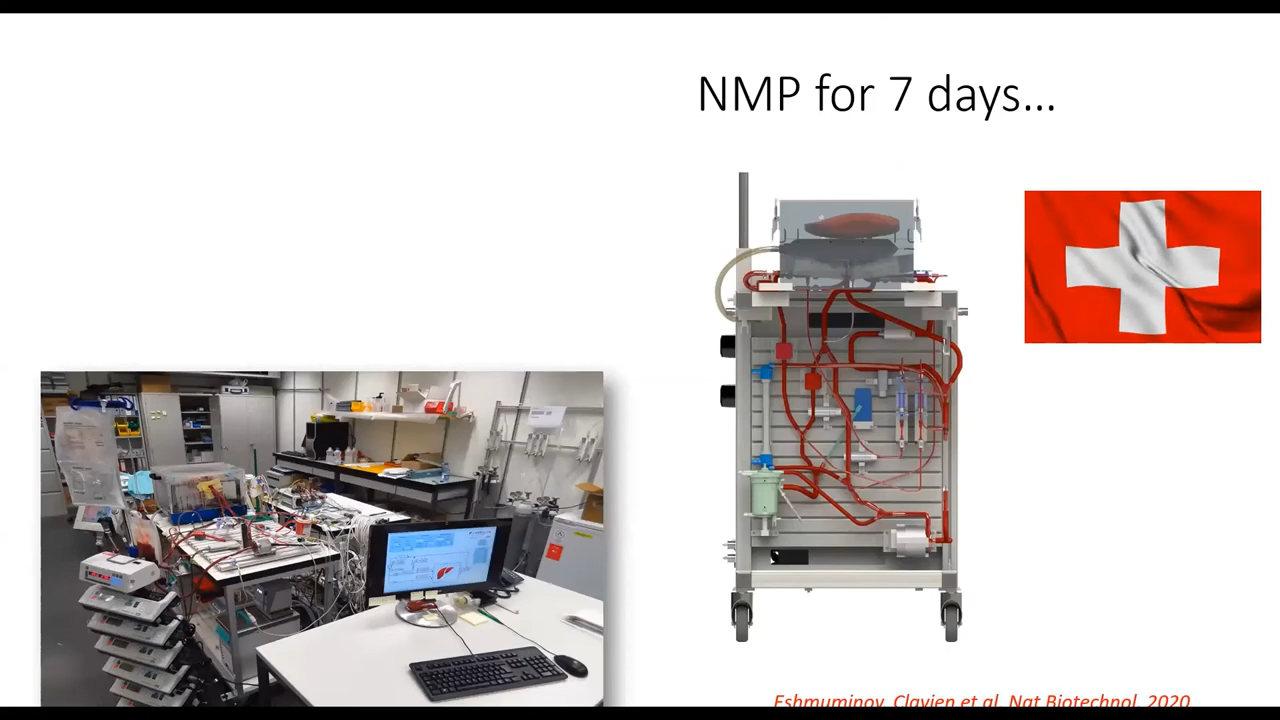 NMP for 7 days...
Eshmuminov, Clavien et al, Nat Biotechnol, 2020